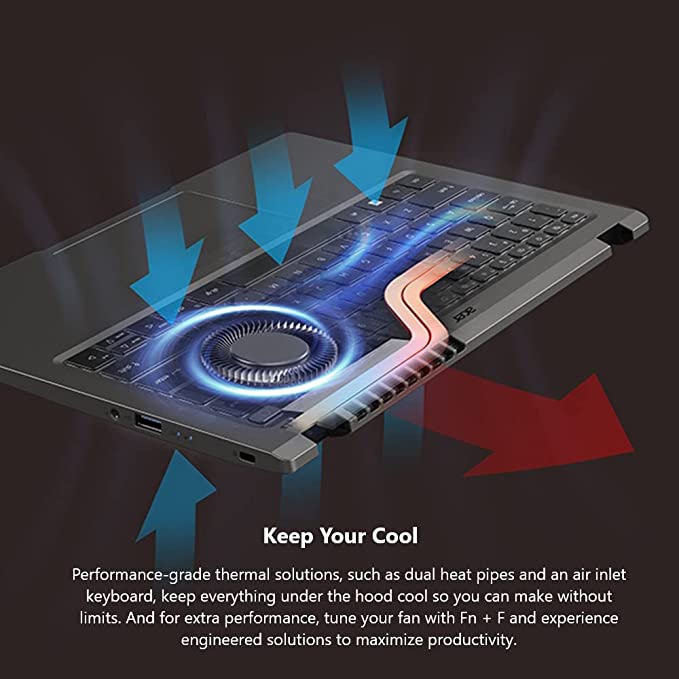 acer
Keep Your Cool
Performance-grade thermal solutions, such as dual heat pipes and an air inlet
keyboard, keep everything under the hood cool so you can make without
limits. And for extra performance, tune your fan with Fn + F and experience
engineered solutions to maximize productivity.